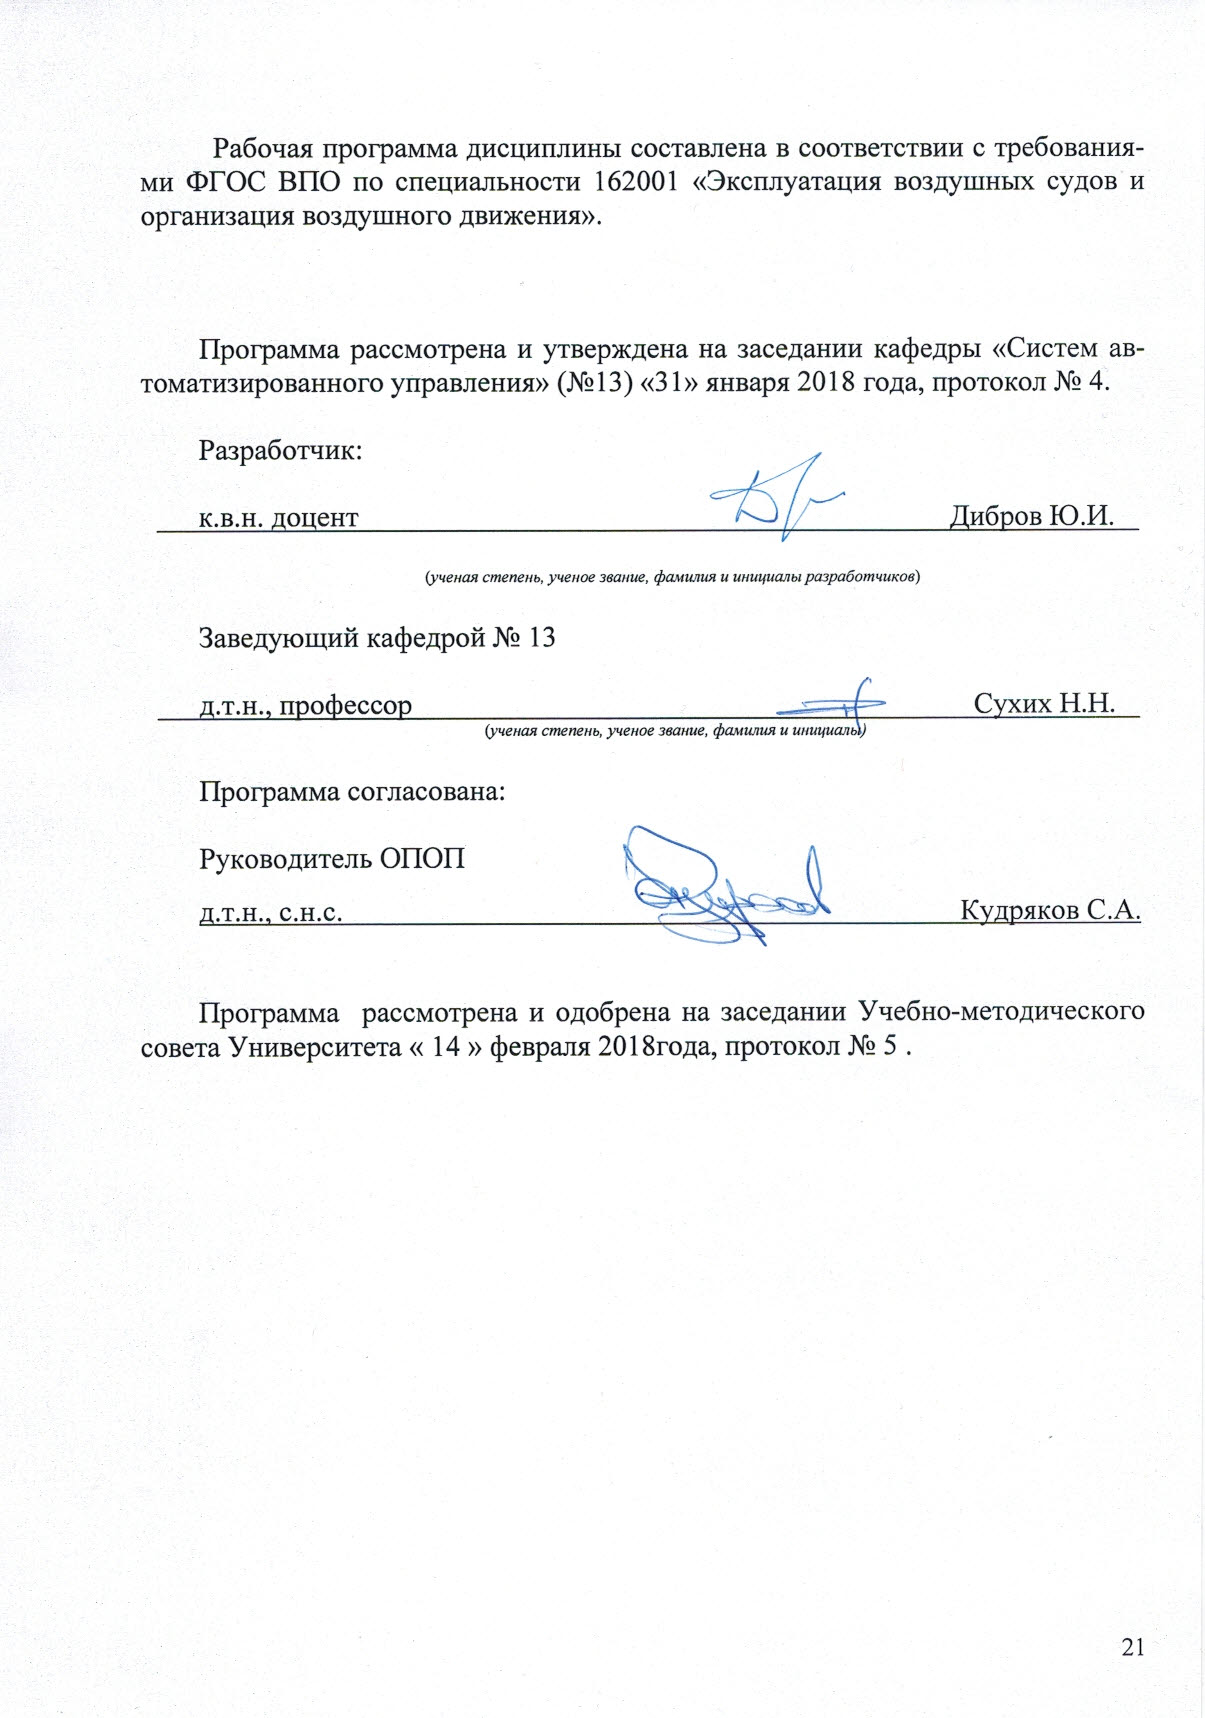 Рабочая программа дисциплины составлена в соответствии с требования-
ми ФГОС ВПО по специальности 162001 «Эксплуатация воздушных судов и
организация воздушного движения».
Программа рассмотрена и утверждена на заседании кафедры «Систем ав-
томатизированного управления» (№13) «31» января 2018 года, протокол № 4.
Разработчик:
к.в.н. доцент Дибров Ю.И.
(ученая степень, ученое звание, фамилия и инициалы разработчиков)
Заведующий кафедрой № 13
д.т.н., профессор Сухих Н.Н.
(ученая степень, ученое звание, фамилия и инициалы)
Программа согласована:
Руководитель ОПОП
д.т.н., с.н.с. Кудряков С.А.
Программа рассмотрена и одобрена на заседании Учебно-методического
совета Университета « 14 » февраля 2018года, протокол № 5 .
21